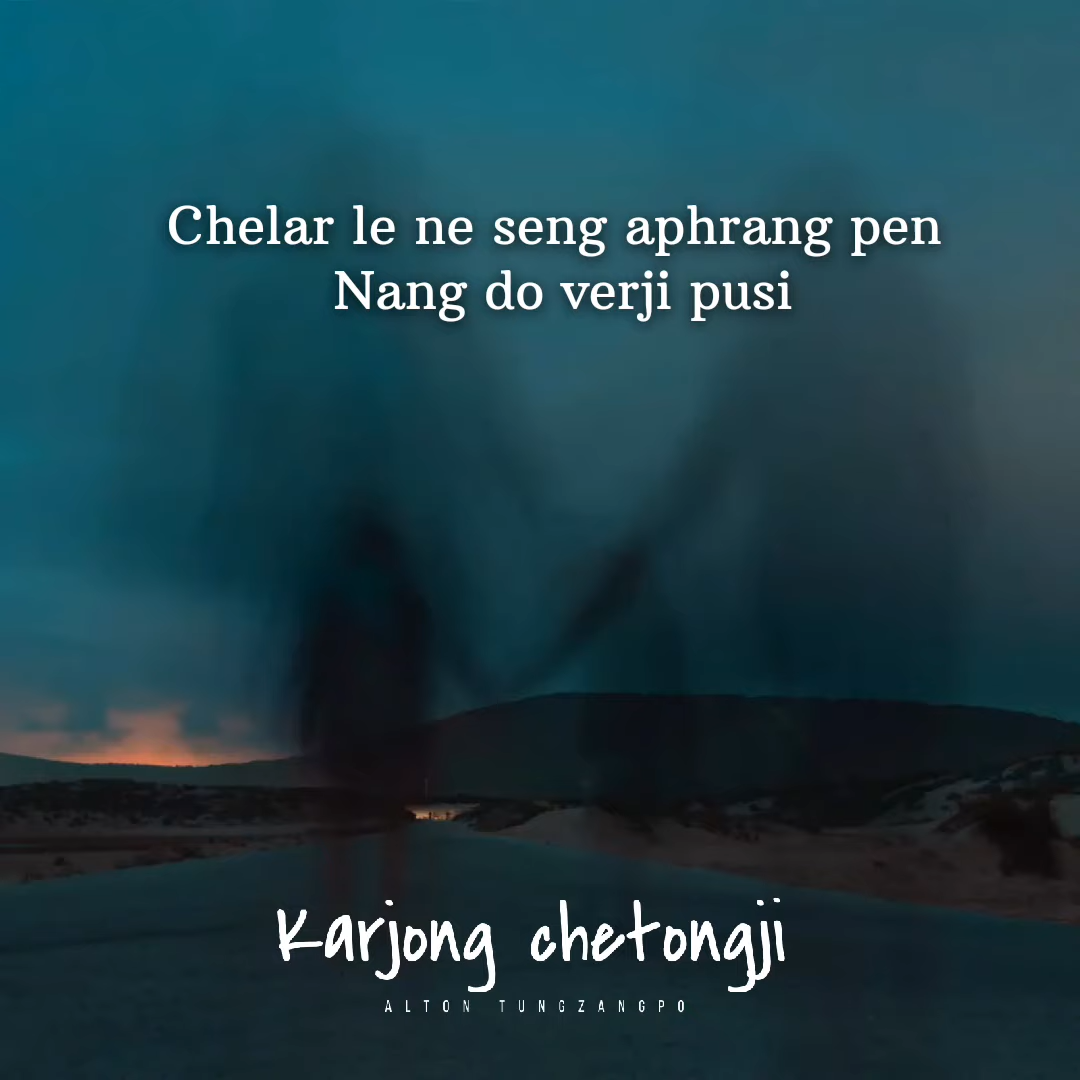 Chelar le ne seng aphrang pen
Nang do verji pusi
Karjong chetongji
ALTON TUNGZANGPO